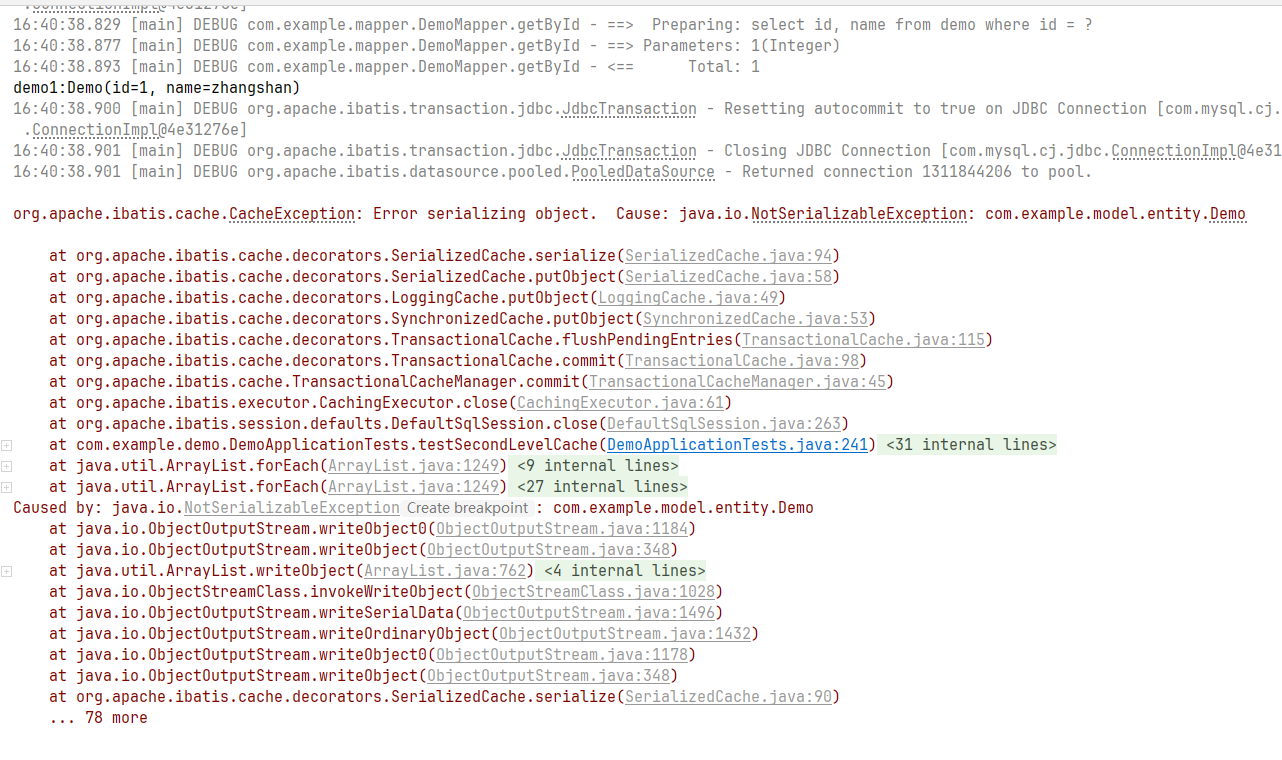 .ConnectionImpl@4e31276e]
16:40:38.829 [main] DEBUG com.example.mapper.DemoMapper.getById - ==>  Preparing: select id, name from demo where id = ?
16:40:38.877 [main] DEBUG com.example.mapper.DemoMapper.getById - ==> Parameters: 1(Integer)
16:40:38.893 [main] DEBUG com.example.mapper.DemoMapper.getById - <==      Total: 1
demo1:Demo(id=1, name=zhangshan)
16:40:38.900 [main] DEBUG org.apache.ibatis.transaction.jdbc.JdbcTransaction - Resetting autocommit to true on JDBC Connection [com.mysql.cj.
.ConnectionImpl@4e31276e]
16:40:38.901 [main] DEBUG org.apache.ibatis.transaction.jdbc.JdbcTransaction - Closing JDBC Connection [com.mysql.cj.jdbc.ConnectionImpl@4e31
16:40:38.901 [main] DEBUG org.apache.ibatis.datasource.pooled.PooledDataSource - Returned connection 1311844206 to pool.
org.apache.ibatis.cache.CacheException: Error serializing object.  Cause: java.io.NotSerializableException: com.example.model.entity.Demo
at org.apache.ibatis.cache.decorators.SerializedCache.serialize(SerializedCache.java:94)
at org.apache.ibatis.cache.decorators.SerializedCache.putObject(SerializedCache.java:58)
at org.apache.ibatis.cache.decorators.LoggingCache.putObject(LoggingCache.java:49)
at org.apache.ibatis.cache.decorators.SynchronizedCache.putObject(SynchronizedCache.java:53)
at org.apache.ibatis.cache.decorators.TransactionalCache.flushPendingEntries(TransactionalCache.java:115)
at org.apache.ibatis.cache.decorators.TransactionalCache.commit(TransactionalCache.java:98)
at org.apache.ibatis.cache.TransactionalCacheManager.commit(TransactionalCacheManager.java:45)
at org.apache.ibatis.executor.CachingExecutor.close(CachingExecutor.java:61)
at org.apache.ibatis.session.defaults.DefaultSqlSession.close(DefaultSqlSession.java:263)
at com.example.demo.DemoApplicationTests.testSecondLevelCache(DemoApplicationTests.java:241) <31 internal lines>
at java.util.ArrayList.forEach(ArrayList.java:1249) <9 internal lines>
at java.util.ArrayList.forEach(ArrayList.java:1249) <27 internal lines>
Caused by: java.io.NotSerializableException Create breakpoint : com.example.model.entity.Demo
at java.io.ObjectOutputStream.writeObject0(ObjectOutputStream.java:1184)
at java.io.ObjectOutputStream.writeObject(ObjectOutputStream.java:348)
at java.util.ArrayList.writeObject(ArrayList.java:762) <4 internal lines>
at java.io.ObjectStreamClass.invokeWriteObject(ObjectStreamClass.java:1028)
at java.io.ObjectOutputStream.writeSerialData(ObjectOutputStream.java:1496)
at java.io.ObjectOutputStream.writeOrdinaryObject(ObjectOutputStream.java:1432)
at java.io.ObjectOutputStream.writeObject0(ObjectOutputStream.java:1178)
at java.io.ObjectOutputStream.writeObject(ObjectOutputStream.java:348)
at org.apache.ibatis.cache.decorators.SerializedCache.serialize(SerializedCache.java:90)
... 78 more